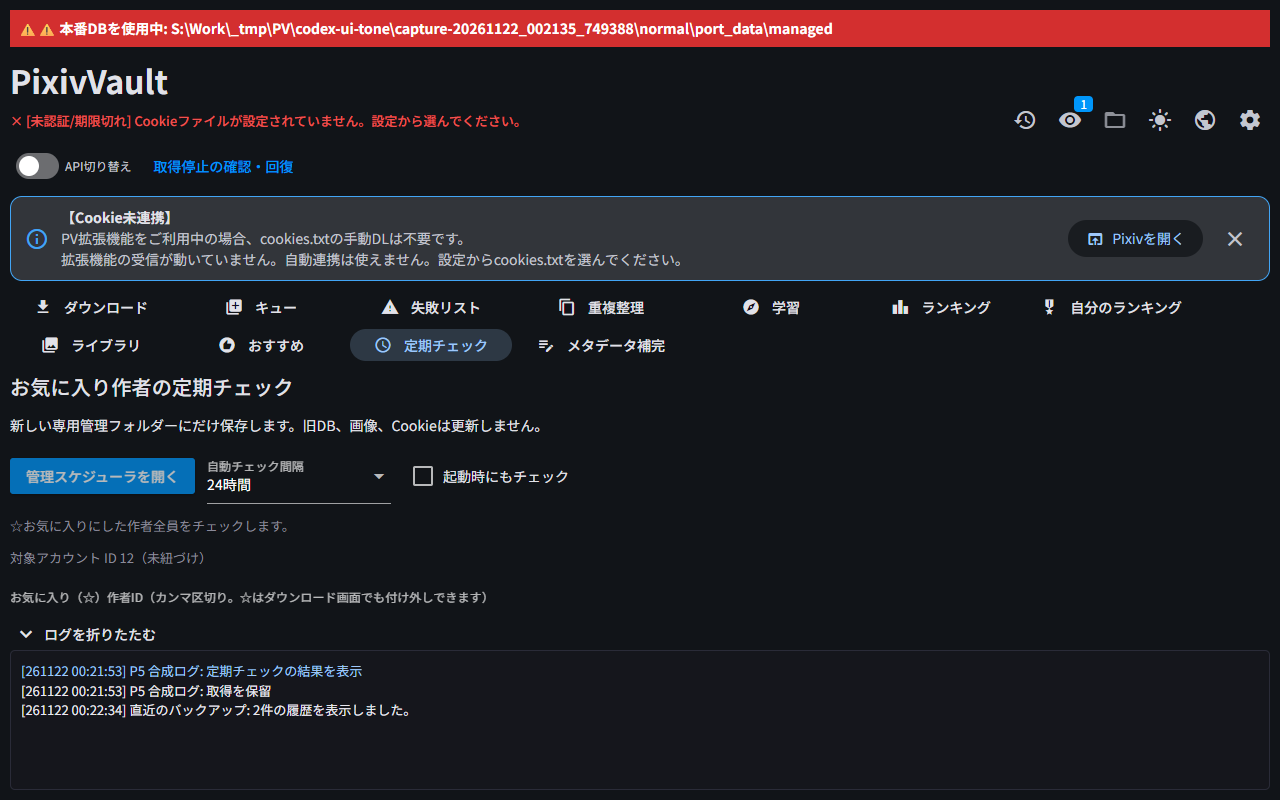 ⚠⚠ 本番DBを使用中: S:\Work\_tmp\PV\codex-ui-tone\capture-20261122_002135_749388\normal\port_data\managed
PixivVault
× [未認証/期限切れ] Cookieファイルが設定されていません。設定から選んでください。
1
API切り替え 取得停止の確認・回復
【Cookie未連携】
PV拡張機能をご利用中の場合、cookies.txtの手動DLは不要です。
拡張機能の受信が動いていません。自動連携は使えません。設定からcookies.txtを選んでください。
Pixivを開く
ダウンロード キュー 失敗リスト 重複整理 学習 ランキング 自分のランキング
ライブラリ おすすめ 定期チェック メタデータ補完
お気に入り作者の定期チェック
新しい専用管理フォルダーにだけ保存します。旧DB、画像、Cookieは更新しません。
管理スケジューラを開く
自動チェック間隔
24時間
起動時にもチェック
☆お気に入りにした作者全員をチェックします。
対象アカウント ID 12（未紐づけ）
お気に入り（☆）作者ID（カンマ区切り。☆はダウンロード画面でも付け外しできます）
ログを折りたたむ
[261122 00:21:53] P5 合成ログ: 定期チェックの結果を表示
[261122 00:21:53] P5 合成ログ: 取得を保留
[261122 00:22:34] 直近のバックアップ: 2件の履歴を表示しました。